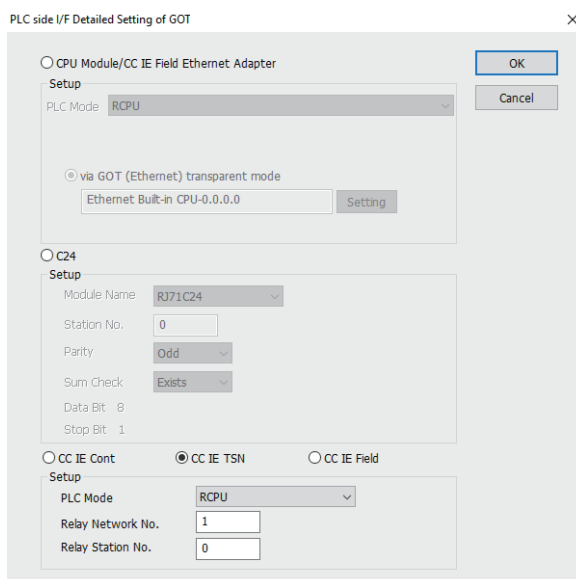 PLC side I/F Detailed Setting of GOT
CPU Module/CC IE Field Ethernet Adapter
OK
Setup
Cancel
PLC Mode RCPU
via GOT (Ethernet) transparent mode
Ethernet Built-in CPU-0.0.0.0 Setting
C24
Setup
Module Name RJ71C24
Station No. 0
Parity Odd
Sum Check Exists
Data Bit 8
Stop Bit 1
CC IE Cont CC IE TSN CC IE Field
Setup
PLC Mode RCPU
Relay Network No. 1
Relay Station No. 0